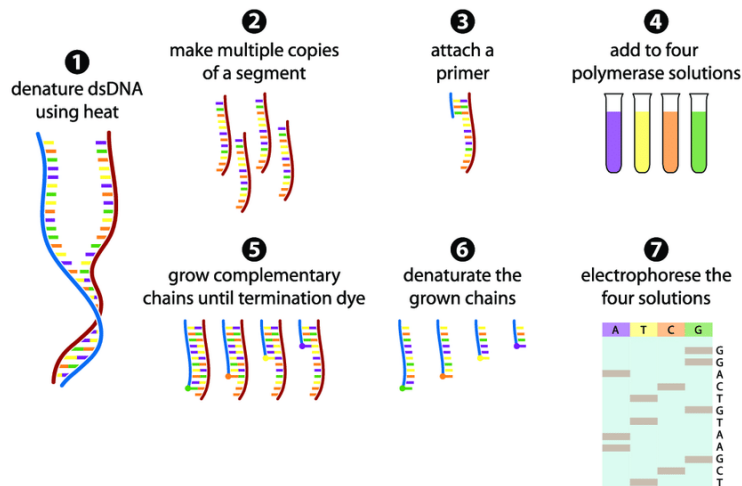 1
denature dsDNA
using heat
2
make multiple copies
of a segment
3
attach a
primer
4
add to four
polymerase solutions
5
grow complementary
chains until termination dye
6
denaturate the
grown chains
7
electrophorese the
four solutions
A T C G
G
G
A
C
T
G
T
A
A
G
C
T